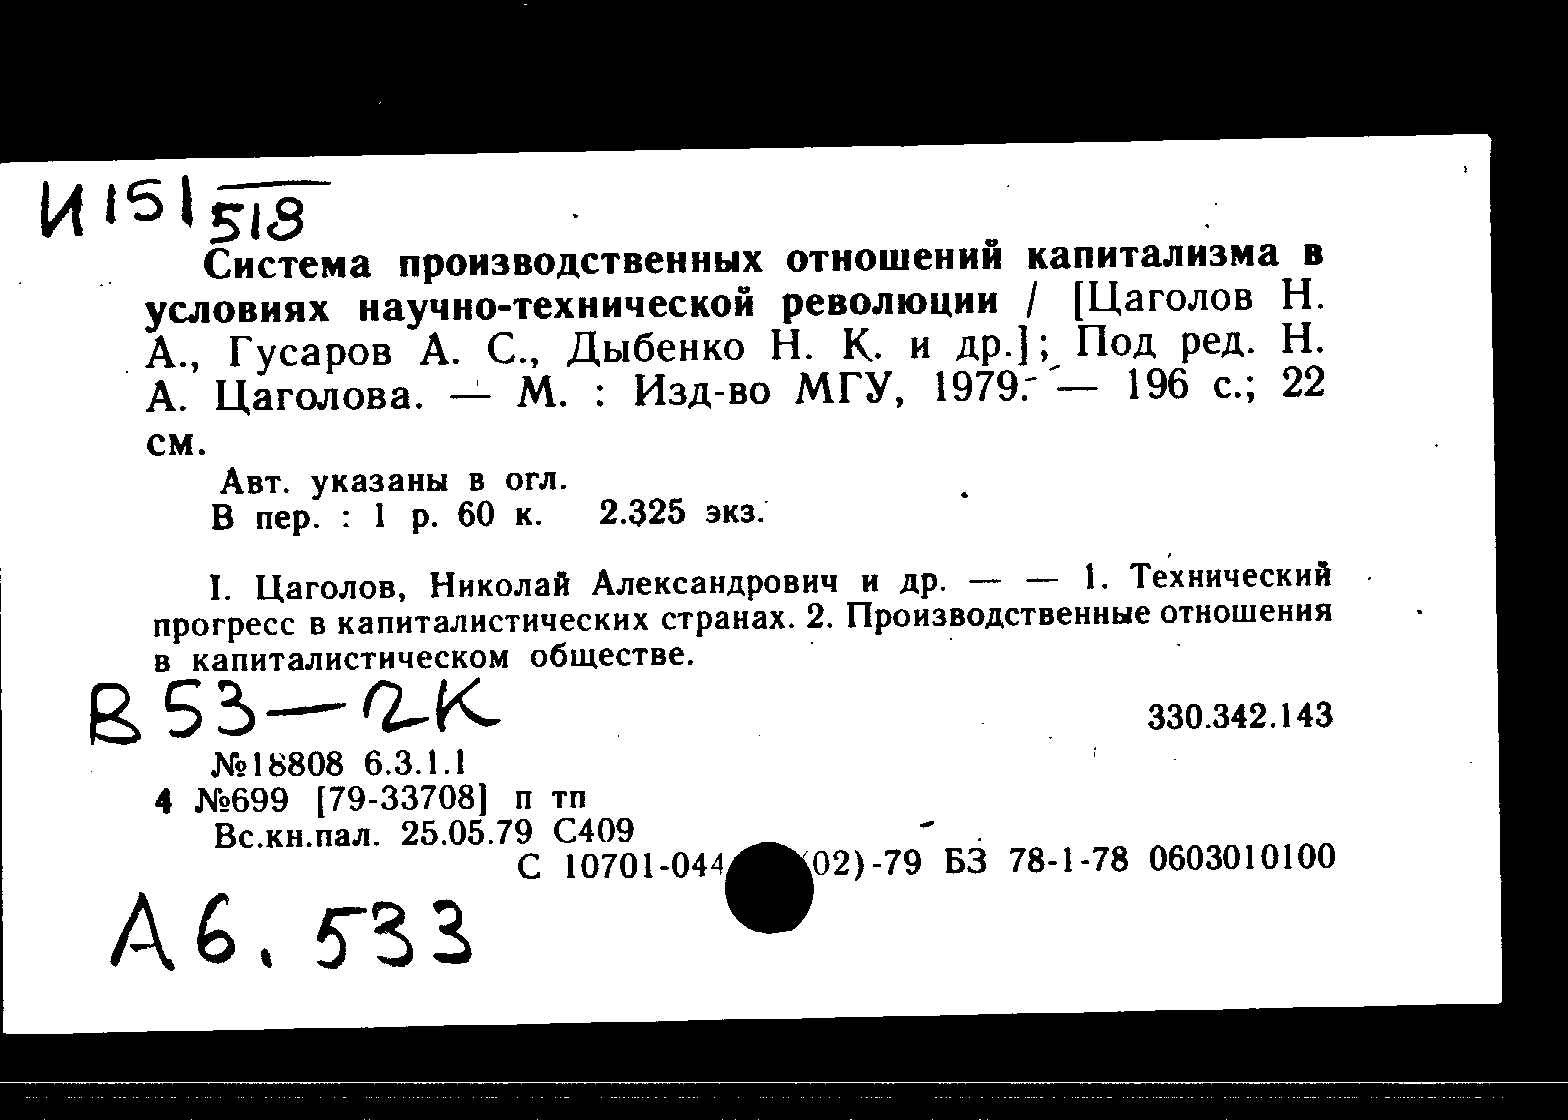 И 151 518
Система производственных отношений капитализма в
условиях научно-технической революции / [Цаголов Н.
А., Гусаров А. С., Дыбенко Н. К. и др.]; Под ред. Н.
А. Цаголова. — М. : Изд-во МГУ, 1979. — 196 с.; 22
см.
Авт. указаны в огл.
В пер. : 1 р. 60 к. 2.325 экз.
I. Цаголов, Николай Александрович и др. — — 1. Технический
прогресс в капиталистических странах. 2. Производственные отношения
в капиталистическом обществе.
В 53—2К
330.342.143
№18808 6.3.1.1
4 №699 [79-33708] п тп
Вс.кн.пал. 25.05.79 С409
С 10701-044 (02)-79 БЗ 78-1-78 0603010100
А6.533